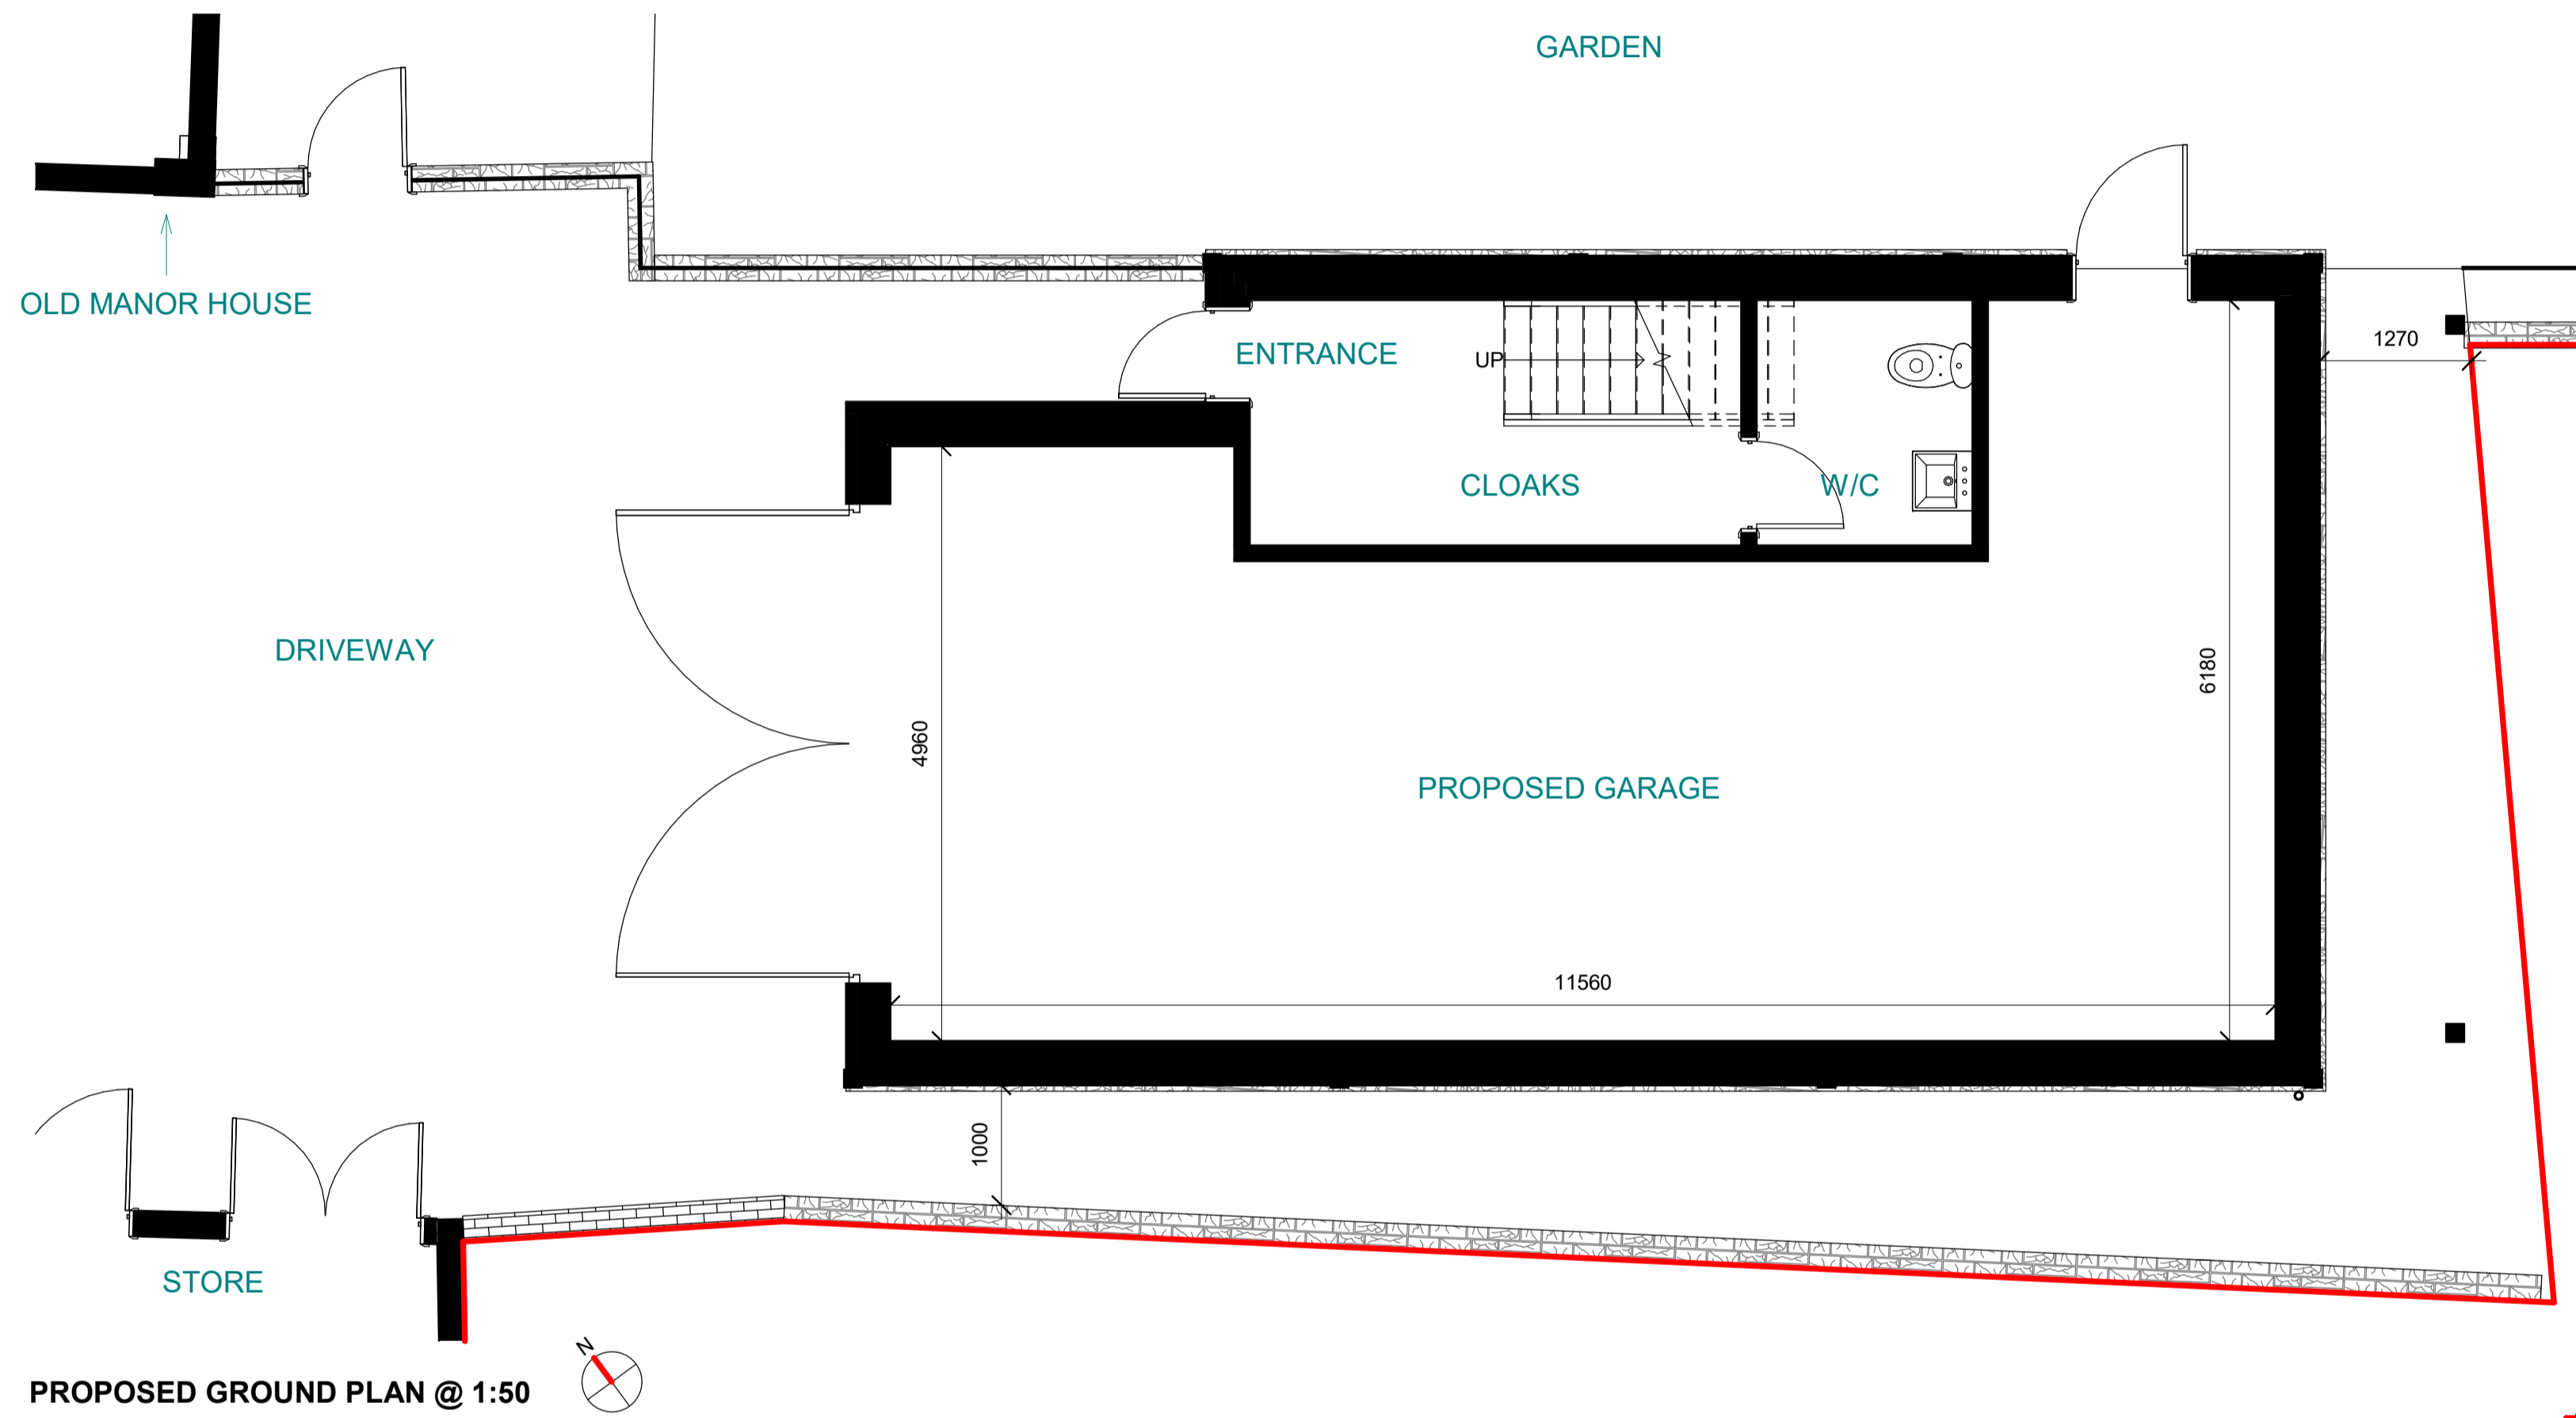 GARDEN
OLD MANOR HOUSE
ENTRANCE
UP
1270
CLOAKS
W/C
DRIVEWAY
6180
4960
PROPOSED GARAGE
11560
1000
STORE
N
PROPOSED GROUND PLAN @ 1:50